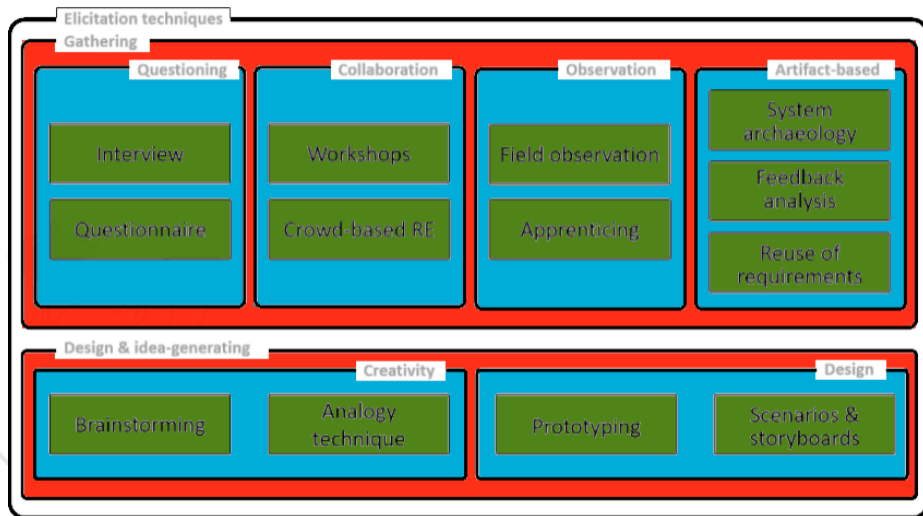 Elicitation techniques
Gathering
Questioning
Collaboration
Observation
Artifact-based
Interview
Questionnaire
Workshops
Crowd-based RE
Field observation
Apprenticing
System
archaeology
Feedback
analysis
Reuse of
requirements
Design & idea-generating
Creativity
Design
Brainstorming
Analogy
technique
Prototyping
Scenarios &
storyboards